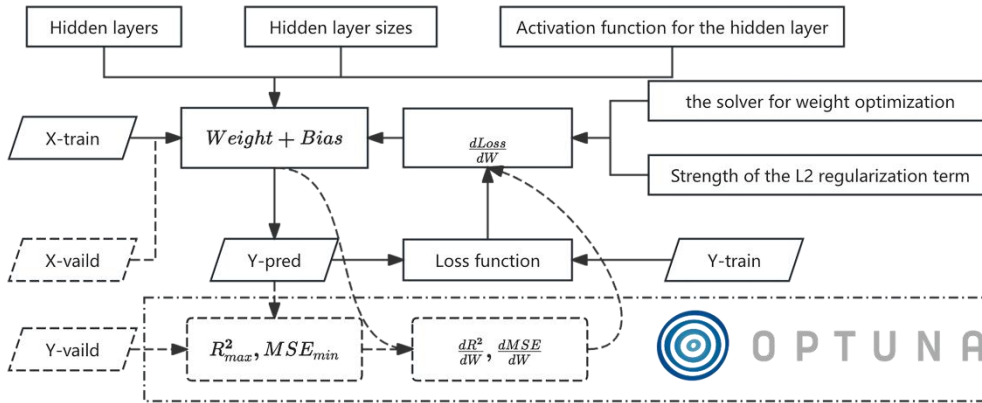 Hidden layers
Hidden layer sizes
Activation function for the hidden layer
the solver for weight optimization
X-train
Weight + Bias
dLoss
dW
Strength of the L2 regularization term
X-vaild
Y-pred
Loss function
Y-train
Y-vaild
R²max, MSEmin
dR²/dW, dMSE/dW
OPTUNA